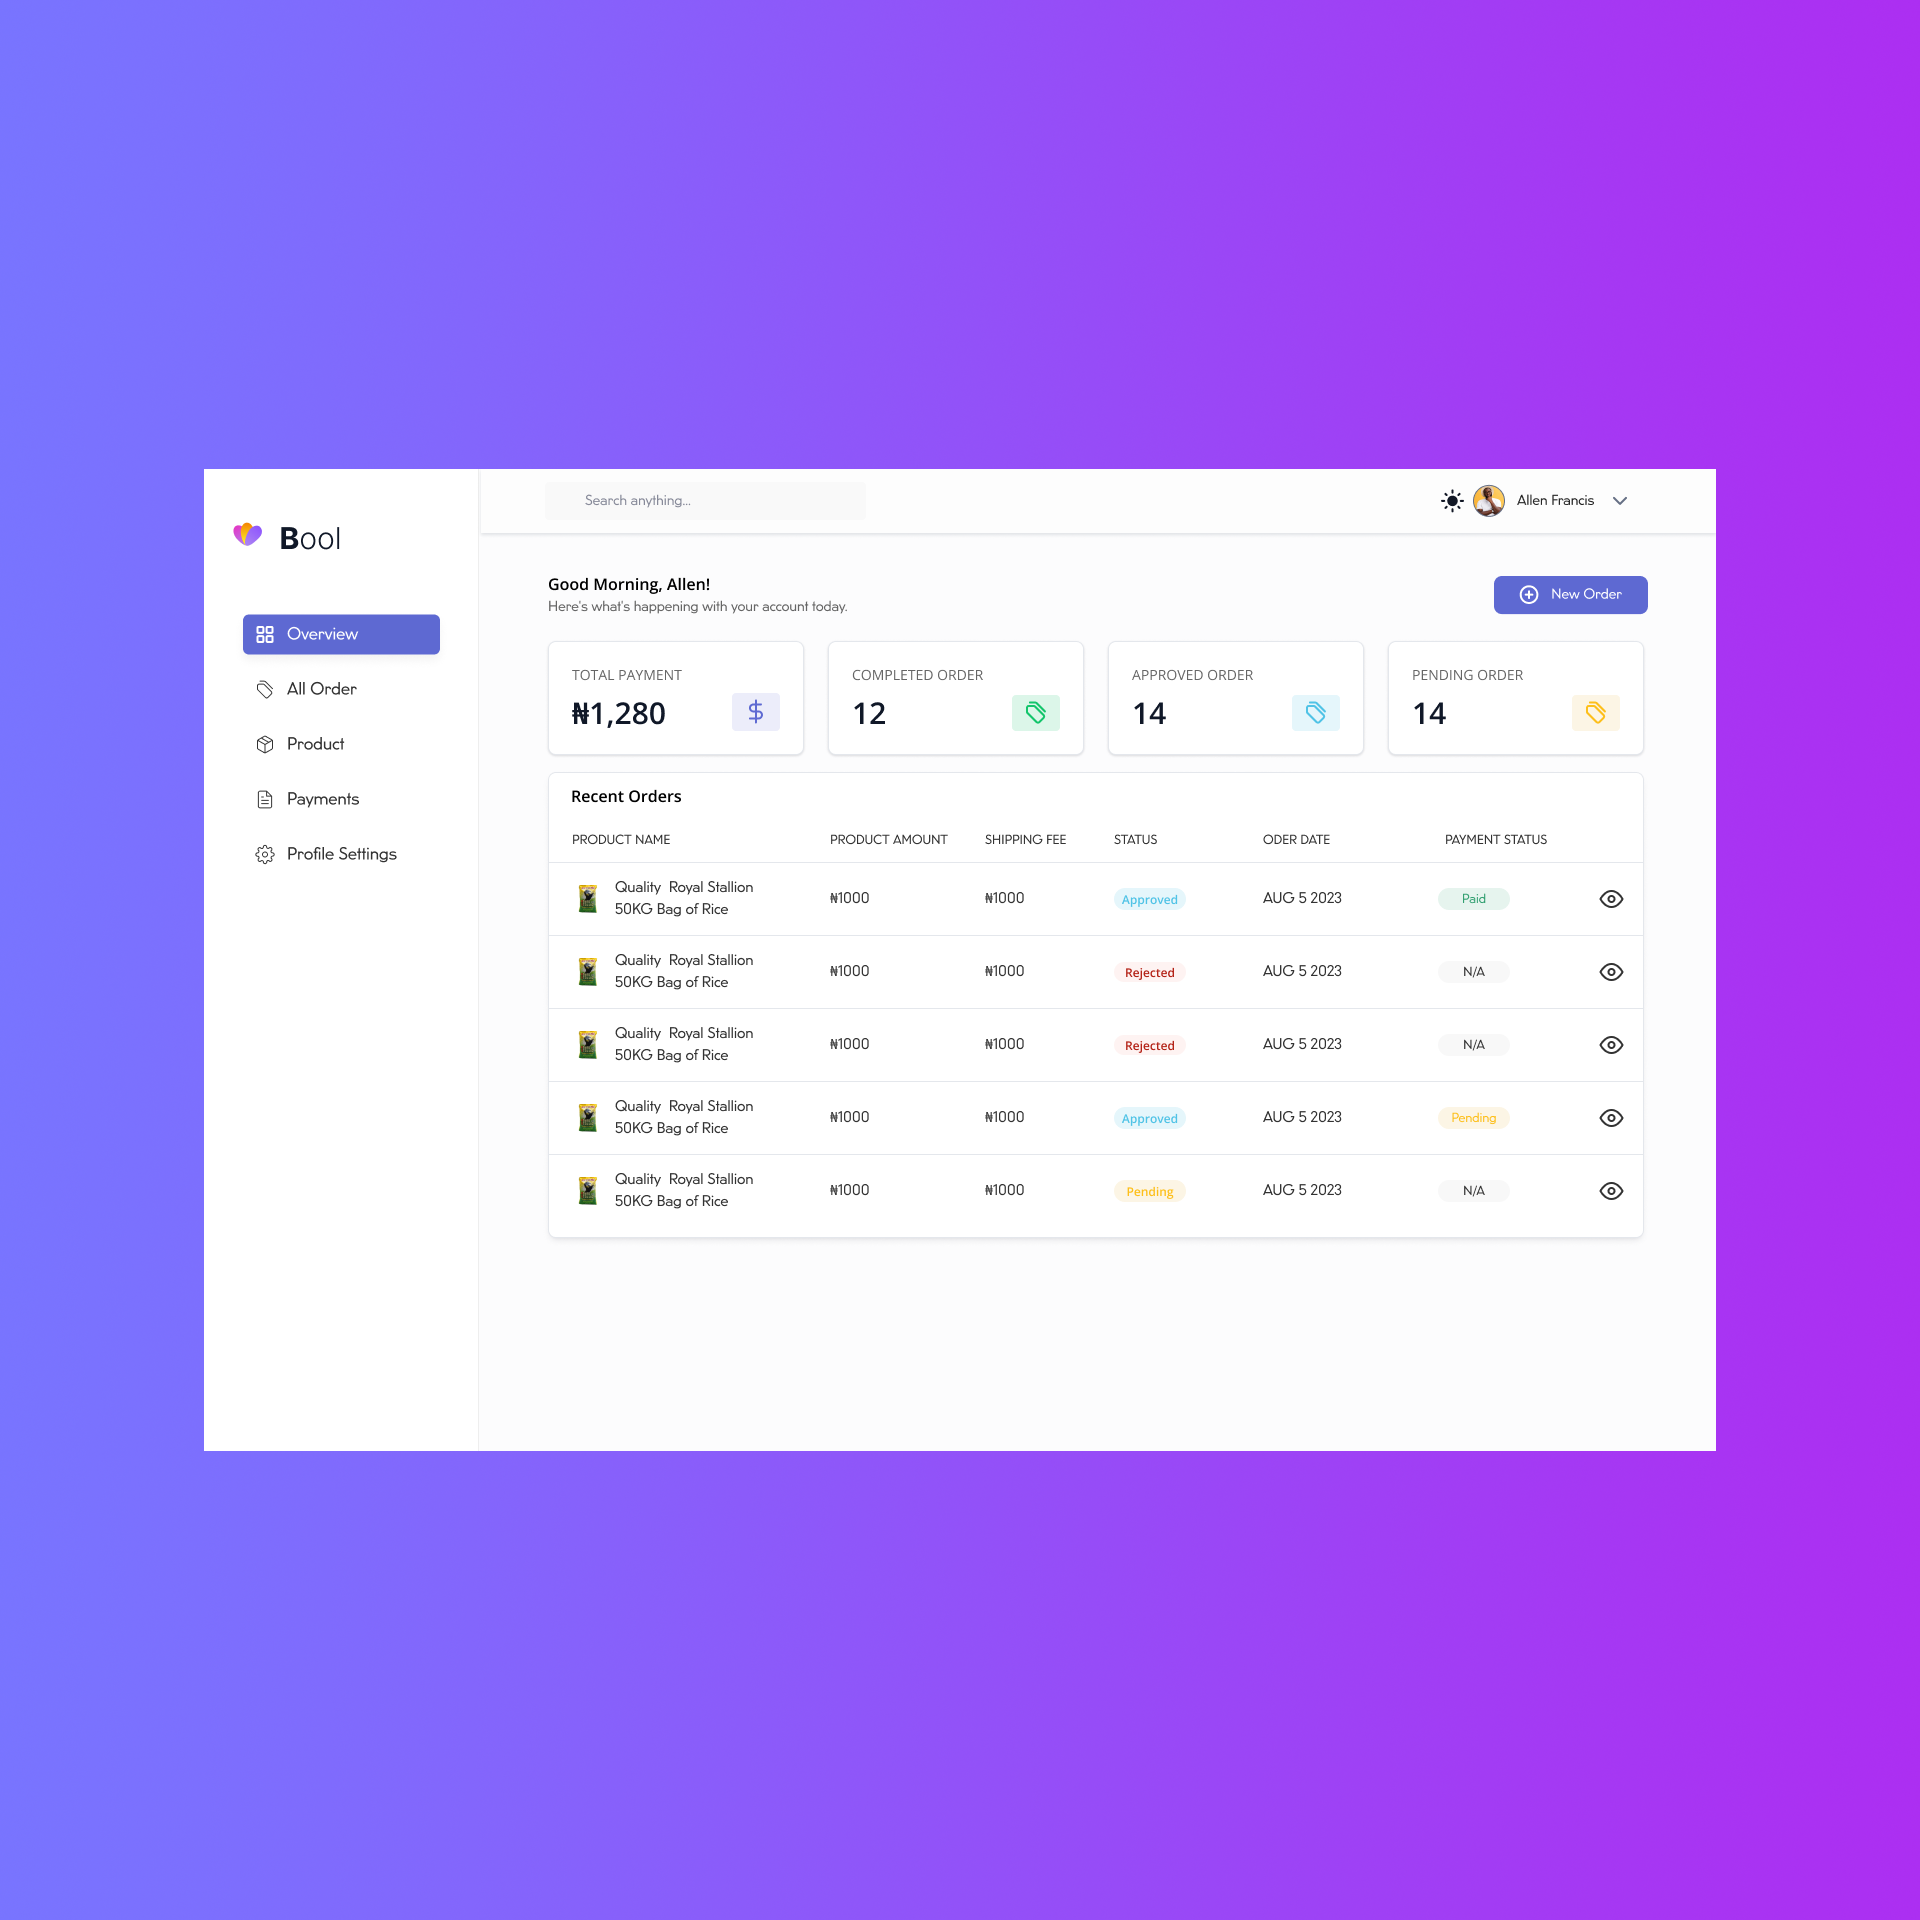 Bool
Overview
All Order
Product
Payments
Profile Settings
Search anything...
Allen Francis
Good Morning, Allen!
Here's what's happening with your account today.
New Order
TOTAL PAYMENT
₦1,280
COMPLETED ORDER
12
APPROVED ORDER
14
PENDING ORDER
14
Recent Orders
PRODUCT NAME PRODUCT AMOUNT SHIPPING FEE STATUS ODER DATE PAYMENT STATUS
Quality Royal Stallion
50KG Bag of Rice
₦1000 ₦1000 Approved AUG 5 2023 Paid
Quality Royal Stallion
50KG Bag of Rice
₦1000 ₦1000 Rejected AUG 5 2023 N/A
Quality Royal Stallion
50KG Bag of Rice
₦1000 ₦1000 Rejected AUG 5 2023 N/A
Quality Royal Stallion
50KG Bag of Rice
₦1000 ₦1000 Approved AUG 5 2023 Pending
Quality Royal Stallion
50KG Bag of Rice
₦1000 ₦1000 Pending AUG 5 2023 N/A